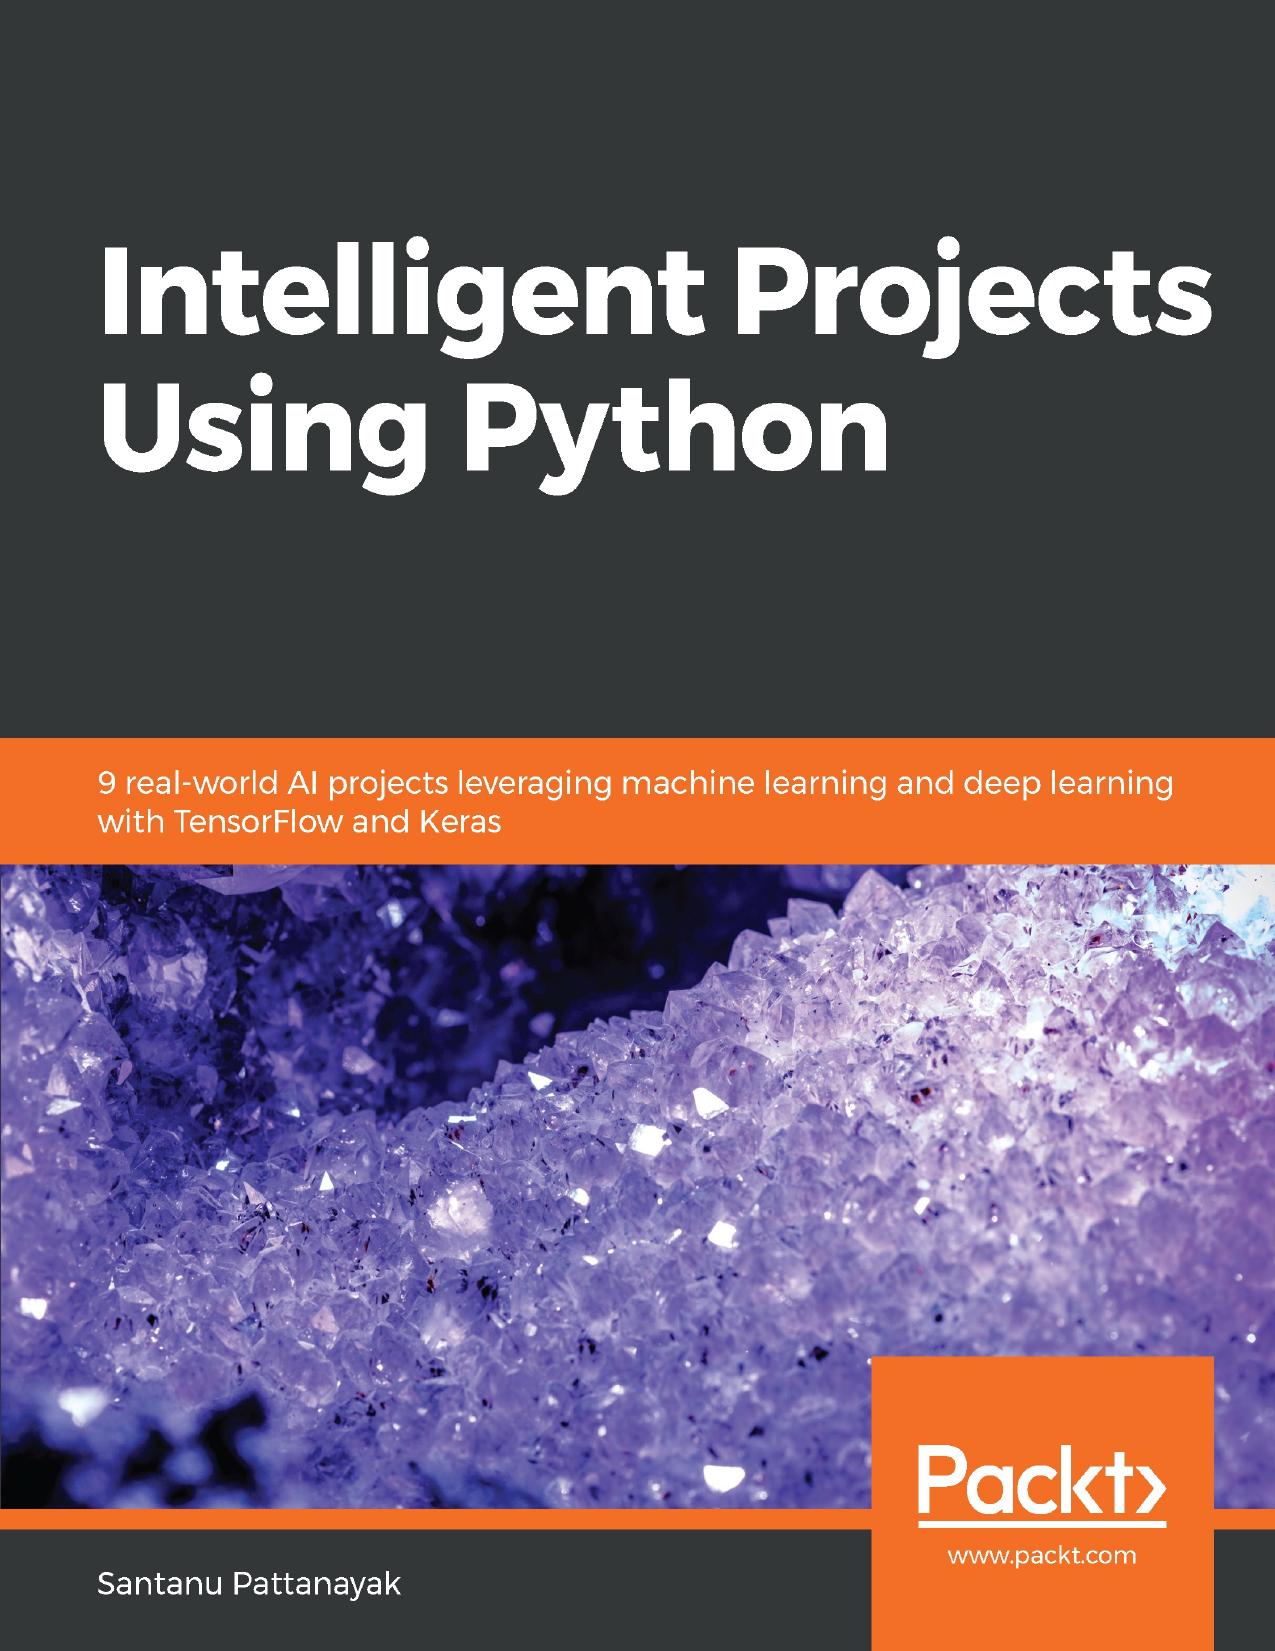 Intelligent Projects
Using Python
9 real-world AI projects leveraging machine learning and deep learning
with TensorFlow and Keras
Packt>
www.packt.com
Santanu Pattanayak